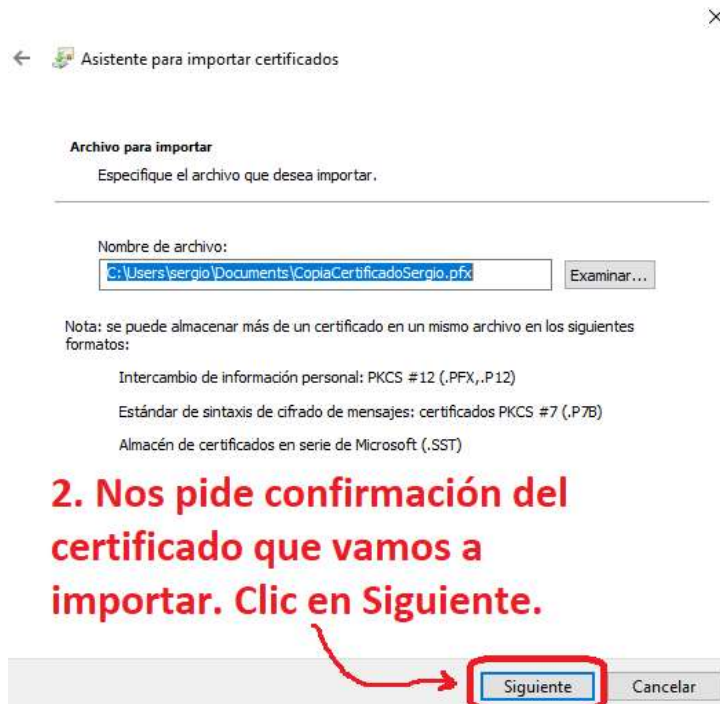 Asistente para importar certificados
Archivo para importar
Especifique el archivo que desea importar.
Nombre de archivo:
C:\Users\sergio\Documents\CopiaCertificadoSergio.pfx
Examinar...
Nota: se puede almacenar más de un certificado en un mismo archivo en los siguientes
formatos:
Intercambio de información personal: PKCS #12 (.PFX,.P12)
Estándar de sintaxis de cifrado de mensajes: certificados PKCS #7 (.P7B)
Almacén de certificados en serie de Microsoft (.SST)
2. Nos pide confirmación del
certificado que vamos a
importar. Clic en Siguiente.
Siguiente
Cancelar